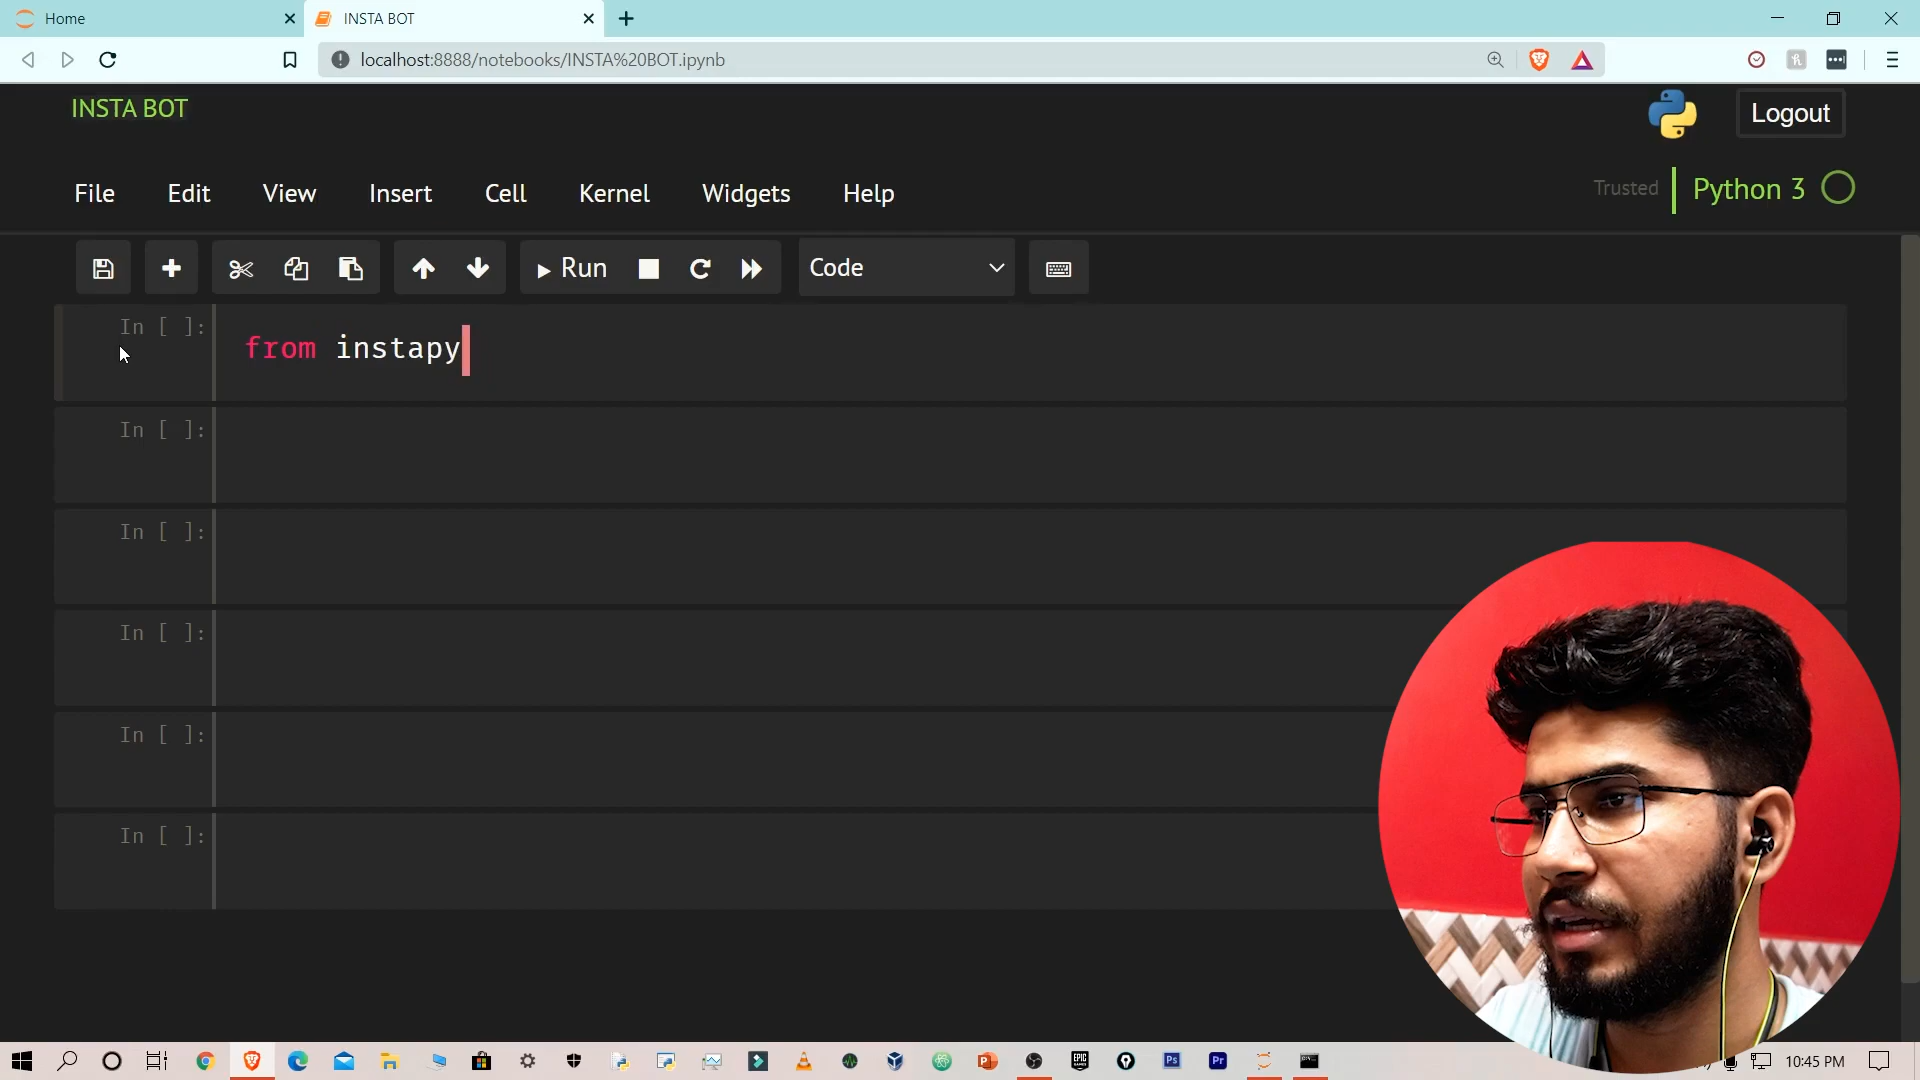 Home
INSTA BOT
localhost:8888/notebooks/INSTA%20BOT.ipynb
INSTA BOT
Logout
File Edit View Insert Cell Kernel Widgets Help
Trusted
Python 3
Run
Code
In [ ]:
from instapy
In [ ]:
In [ ]:
In [ ]:
In [ ]:
In [ ]:
10:45 PM